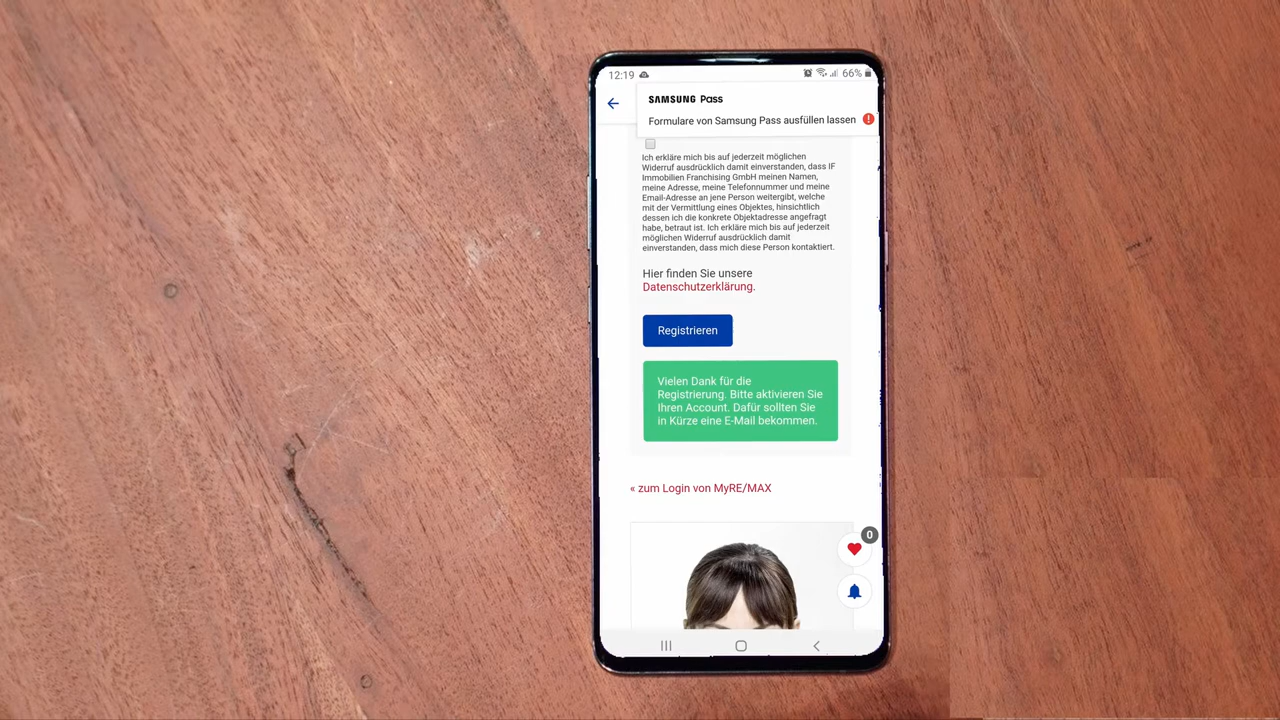 12:19
66%
SAMSUNG Pass
Formulare von Samsung Pass ausfüllen lassen
Ich erkläre mich bis auf jederzeit möglichen
Widerruf ausdrücklich damit einverstanden, dass IF
Immobilien Franchising GmbH meinen Namen,
meine Adresse, meine Telefonnummer und meine
Email-Adresse an jene Person weitergibt, welche
mit der Vermittlung eines Objektes, hinsichtlich
dessen ich die konkrete Objektadresse angefragt
habe, betraut ist. Ich erkläre mich bis auf jederzeit
möglichen Widerruf ausdrücklich damit
einverstanden, dass mich diese Person kontaktiert.
Hier finden Sie unsere
Datenschutzerklärung.
Registrieren
Vielen Dank für die
Registrierung. Bitte aktivieren Sie
Ihren Account. Dafür sollten Sie
in Kürze eine E-Mail bekommen.
« zum Login von MyRE/MAX
0